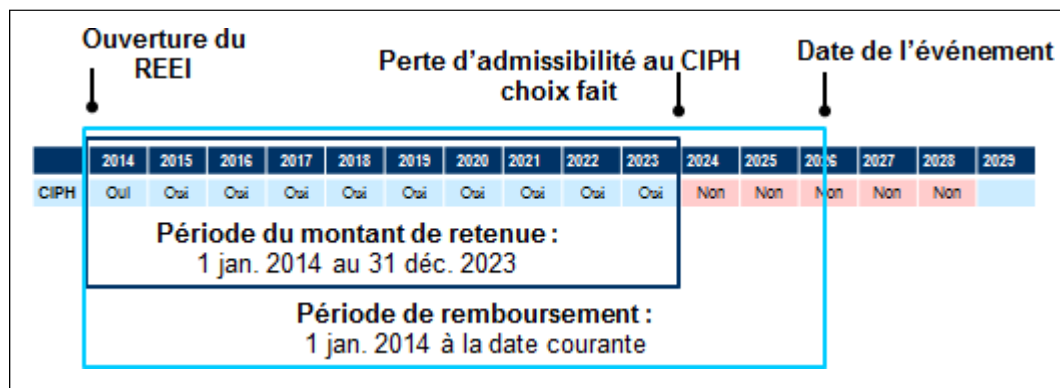 Ouverture du
REEI
Perte d'admissibilité au CIPH
choix fait
Date de l'événement
2014 2015 2016 2017 2018 2019 2020 2021 2022 2023 2024 2025 2026 2027 2028 2029
CIPH Oui Oui Oui Oui Oui Oui Oui Oui Oui Oui Non Non Non Non Non
Période du montant de retenue :
1 jan. 2014 au 31 déc. 2023
Période de remboursement :
1 jan. 2014 à la date courante